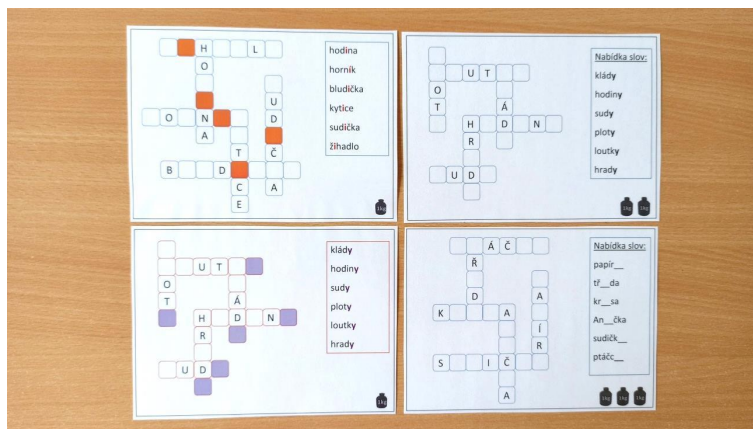 H L
O
U
O N D
A
T Č
B D
C A
E
1kg
hodina
horník
bludička
kytice
sudička
žihadlo
U T
O
T Á
H D N
R
U D
Nabídka slov:
klády
hodiny
sudy
ploty
loutky
hrady
1kg 1kg
U T
O
Á
T H D N
R
U D
klády
hodiny
sudy
ploty
loutky
hrady
1kg
Á Č
Ř
D A
K A
Í
R
S I Č
A
Nabídka slov:
papír__
tř__da
kr__sa
An__čka
sudičk__
ptáčc__
1kg 1kg 1kg